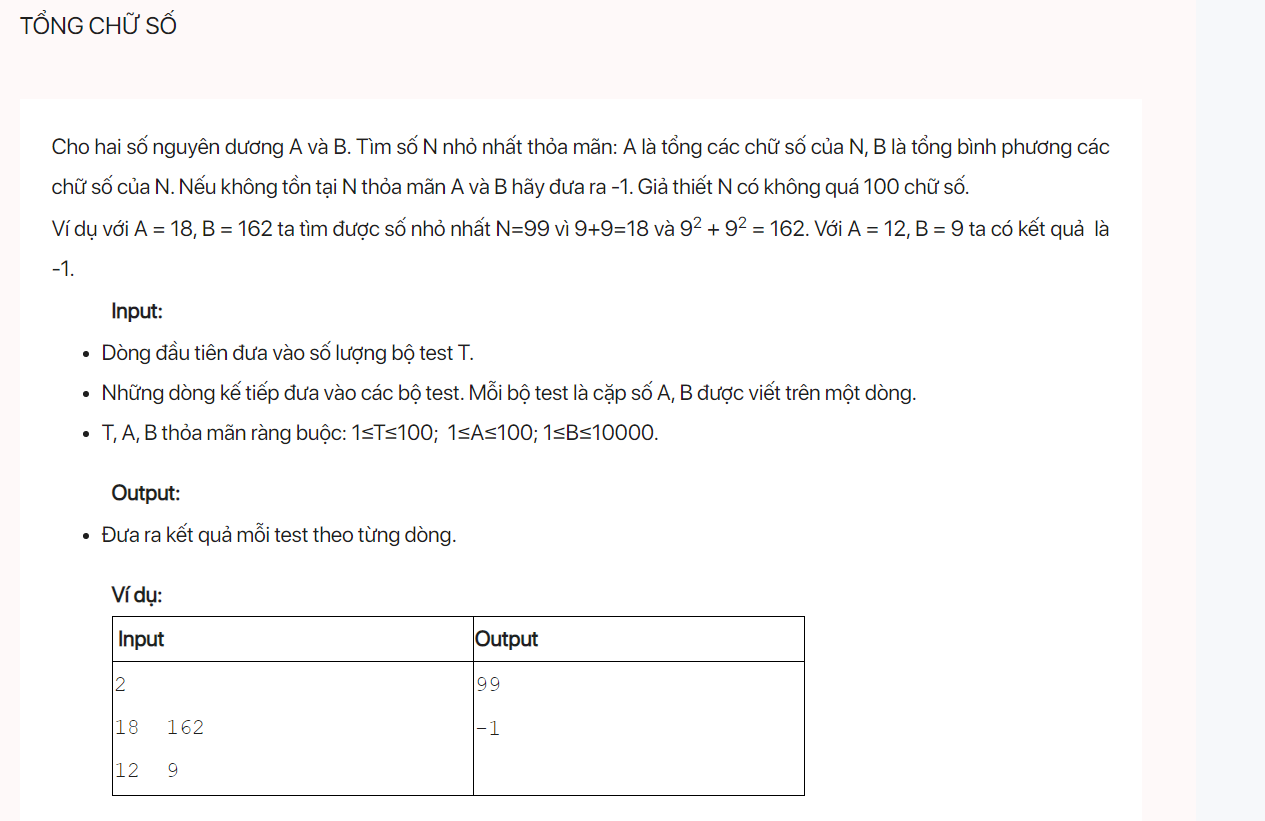 TỔNG CHỮ SỐ
Cho hai số nguyên dương A và B. Tìm số N nhỏ nhất thỏa mãn: A là tổng các chữ số của N, B là tổng bình phương các
chữ số của N. Nếu không tồn tại N thỏa mãn A và B hãy đưa ra -1. Giả thiết N có không quá 100 chữ số.
Ví dụ với A = 18, B = 162 ta tìm được số nhỏ nhất N=99 vì 9+9=18 và 9² + 9² = 162. Với A = 12, B = 9 ta có kết quả là
-1.
Input:
• Dòng đầu tiên đưa vào số lượng bộ test T.
• Những dòng kế tiếp đưa vào các bộ test. Mỗi bộ test là cặp số A, B được viết trên một dòng.
• T, A, B thỏa mãn ràng buộc: 1≤T≤100; 1≤A≤100; 1≤B≤10000.
Output:
• Đưa ra kết quả mỗi test theo từng dòng.
Ví dụ:
Input Output
2 99
18 162 -1
12 9